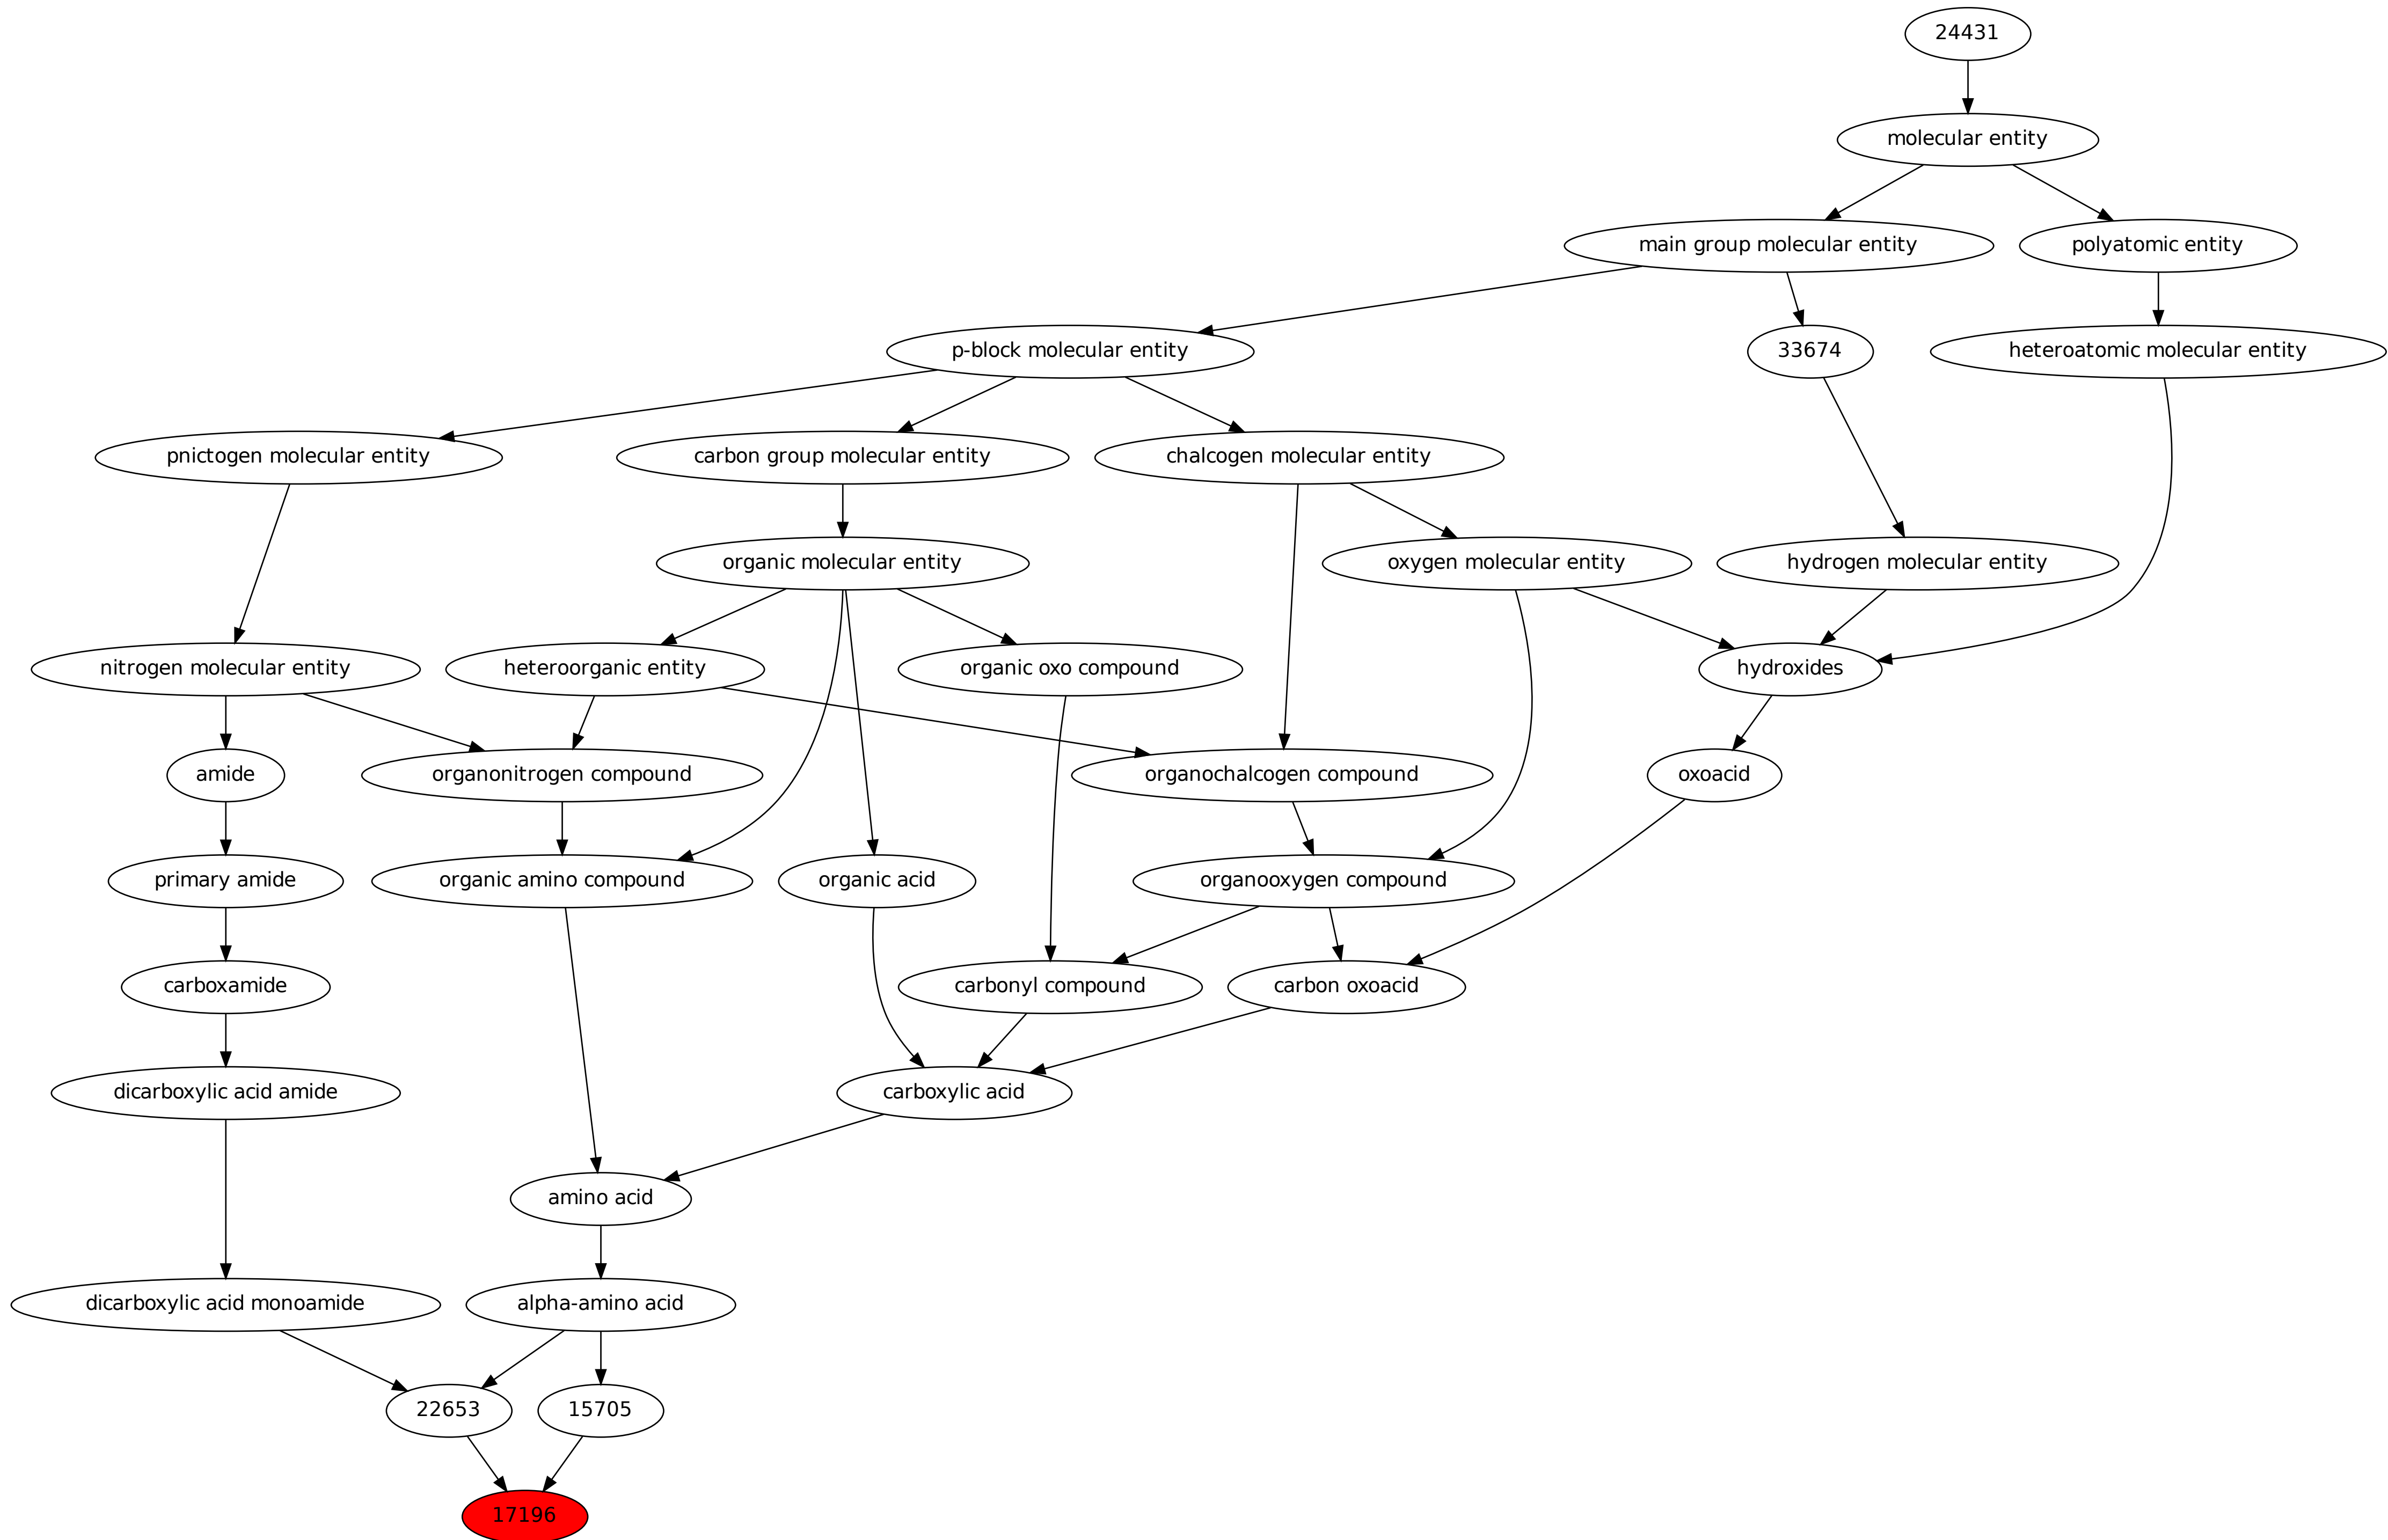 24431
molecular entity
main group molecular entity
polyatomic entity
p-block molecular entity
33674
heteroatomic molecular entity
pnictogen molecular entity
carbon group molecular entity
chalcogen molecular entity
organic molecular entity
oxygen molecular entity
hydrogen molecular entity
nitrogen molecular entity
heteroorganic entity
organic oxo compound
hydroxides
amide
organonitrogen compound
organochalcogen compound
oxoacid
primary amide
organic amino compound
organic acid
organooxygen compound
carboxamide
carbonyl compound
carbon oxoacid
dicarboxylic acid amide
carboxylic acid
amino acid
dicarboxylic acid monoamide
alpha-amino acid
22653
15705
17196